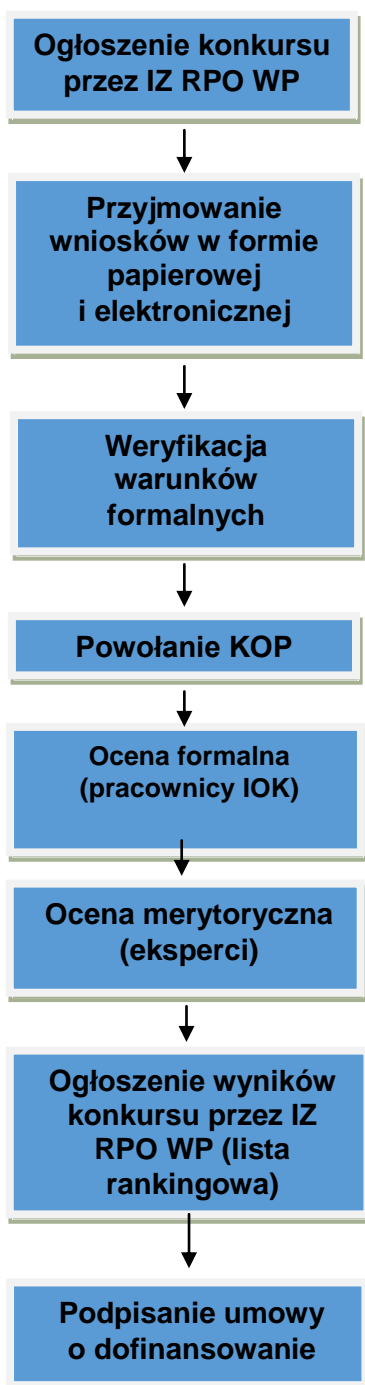 Ogłoszenie konkursu
przez IZ RPO WP
Przyjmowanie
wniosków w formie
papierowej
i elektronicznej
Weryfikacja
warunków
formalnych
Powołanie KOP
Ocena formalna
(pracownicy IOK)
Ocena merytoryczna
(eksperci)
Ogłoszenie wyników
konkursu przez IZ
RPO WP (lista
rankingowa)
Podpisanie umowy
o dofinansowanie